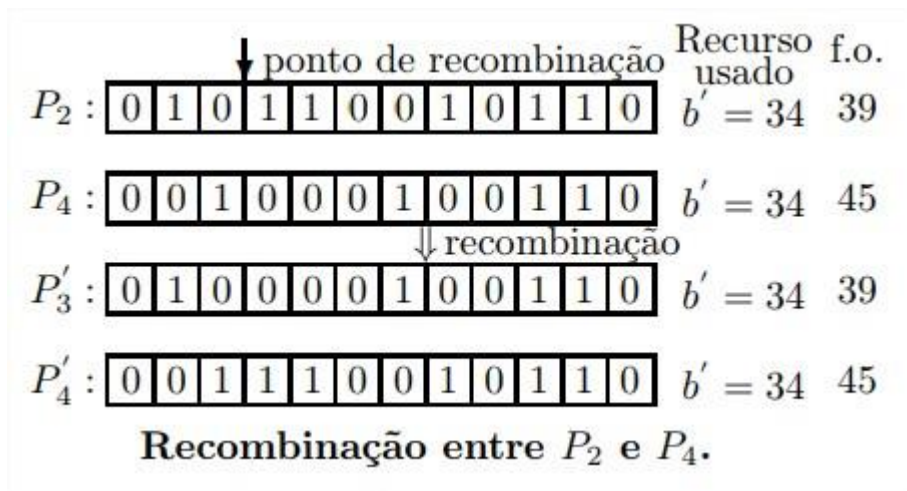 ponto de recombinação Recurso usado f.o.
P₂ : 0 1 0 1 1 0 0 1 0 1 1 0 b′ = 34 39
P₄ : 0 0 1 0 0 0 1 0 0 1 1 0 b′ = 34 45
⇓ recombinação
P₃′ : 0 1 0 0 0 0 1 0 0 1 1 0 b′ = 34 39
P₄′ : 0 0 1 1 1 0 0 1 0 1 1 0 b′ = 34 45
Recombinação entre P₂ e P₄.